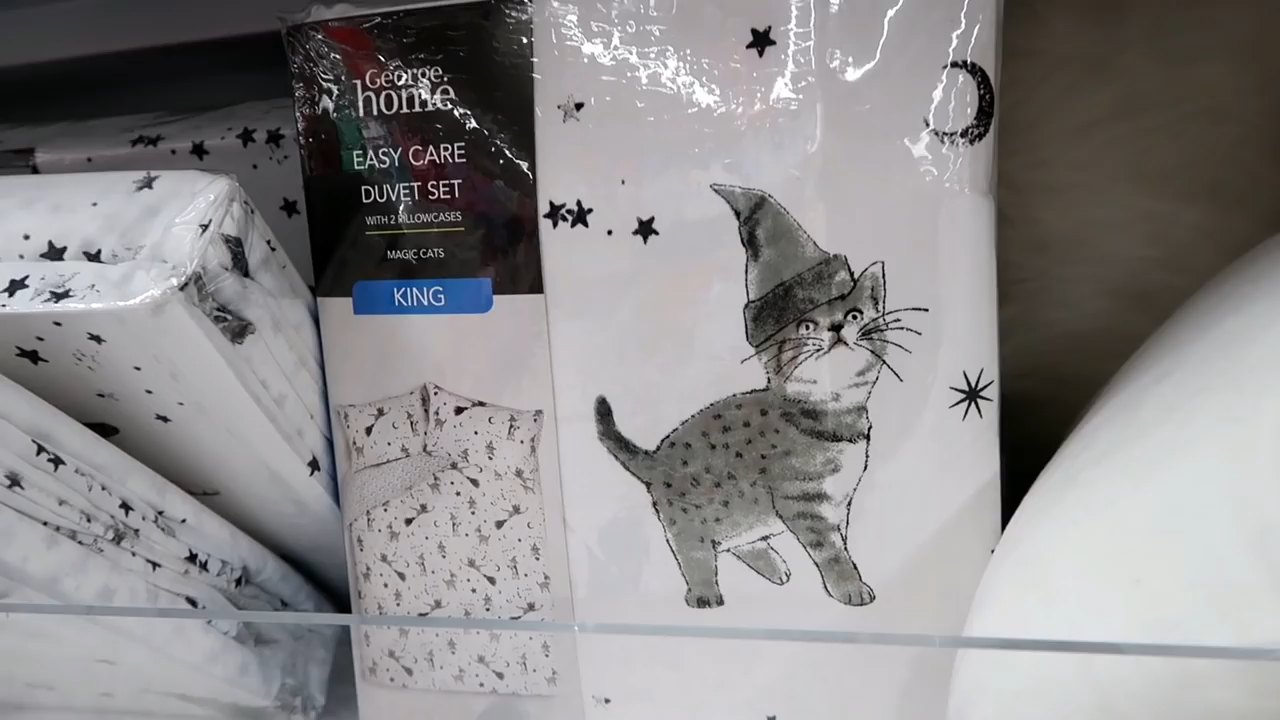 George.
home
EASY CARE
DUVET SET
WITH 2 PILLOWCASES
MAGIC CATS
KING